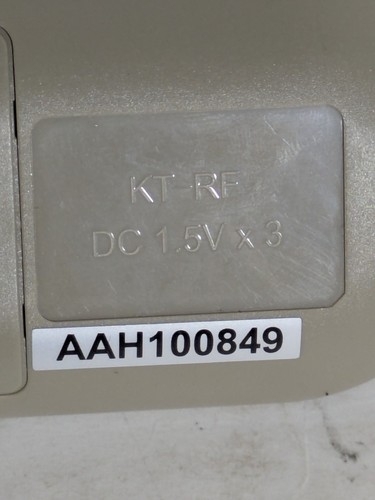 KT-RF
DC 1.5V x 3
AAH100849